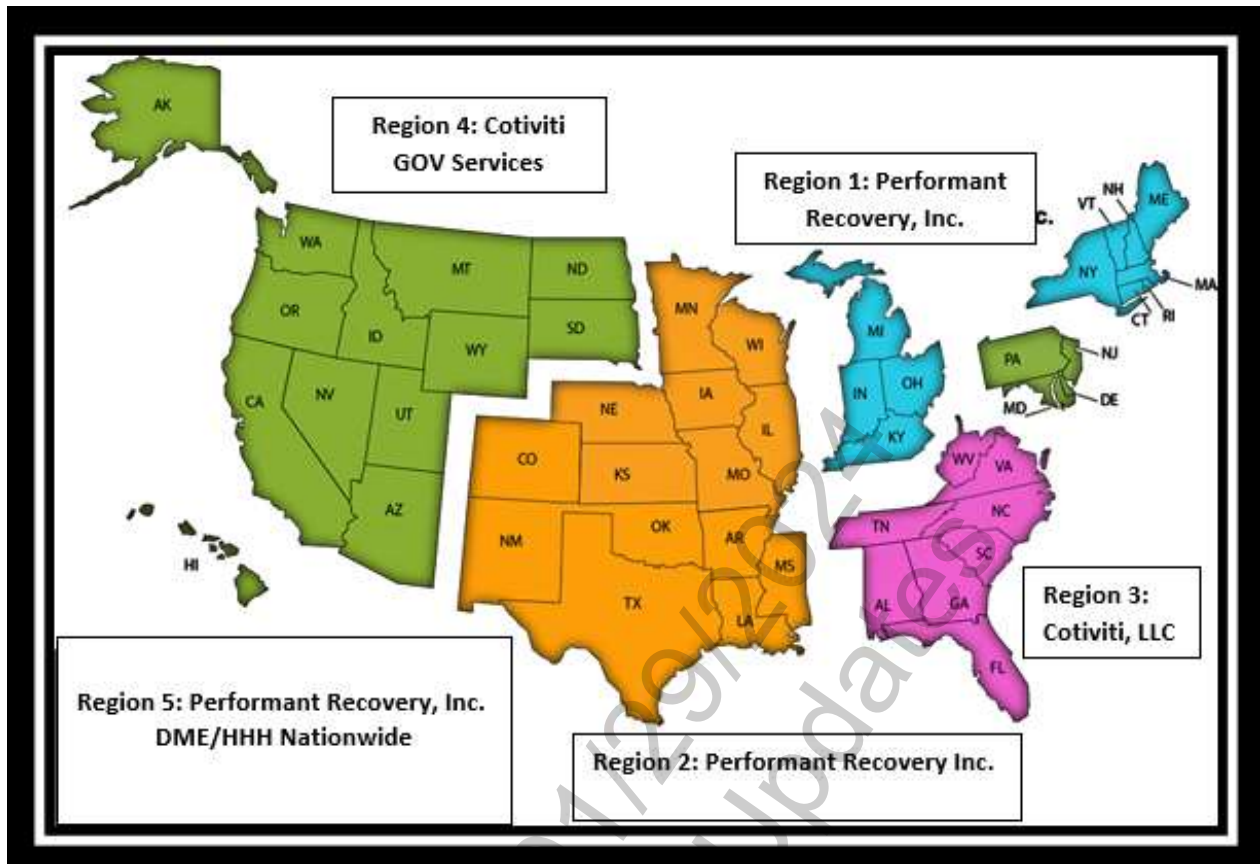 AK
Region 4: Cotiviti
GOV Services
Region 1: Performant
Recovery, Inc.
c.
NH
VT
ME
NY
MA
CT
RI
WA
MT
ND
OR
ID
SD
WY
CA
NV
UT
AZ
HI
MN
WI
IA
NE
IL
CO
KS
MO
NM
OK
AR
MS
TX
LA
MI
IN
OH
KY
PA
NJ
MD
DE
WV
VA
TN
NC
SC
AL
GA
FL
Region 3:
Cotiviti, LLC
Region 5: Performant Recovery, Inc.
DME/HHH Nationwide
Region 2: Performant Recovery Inc.
01/29/2024
Updates